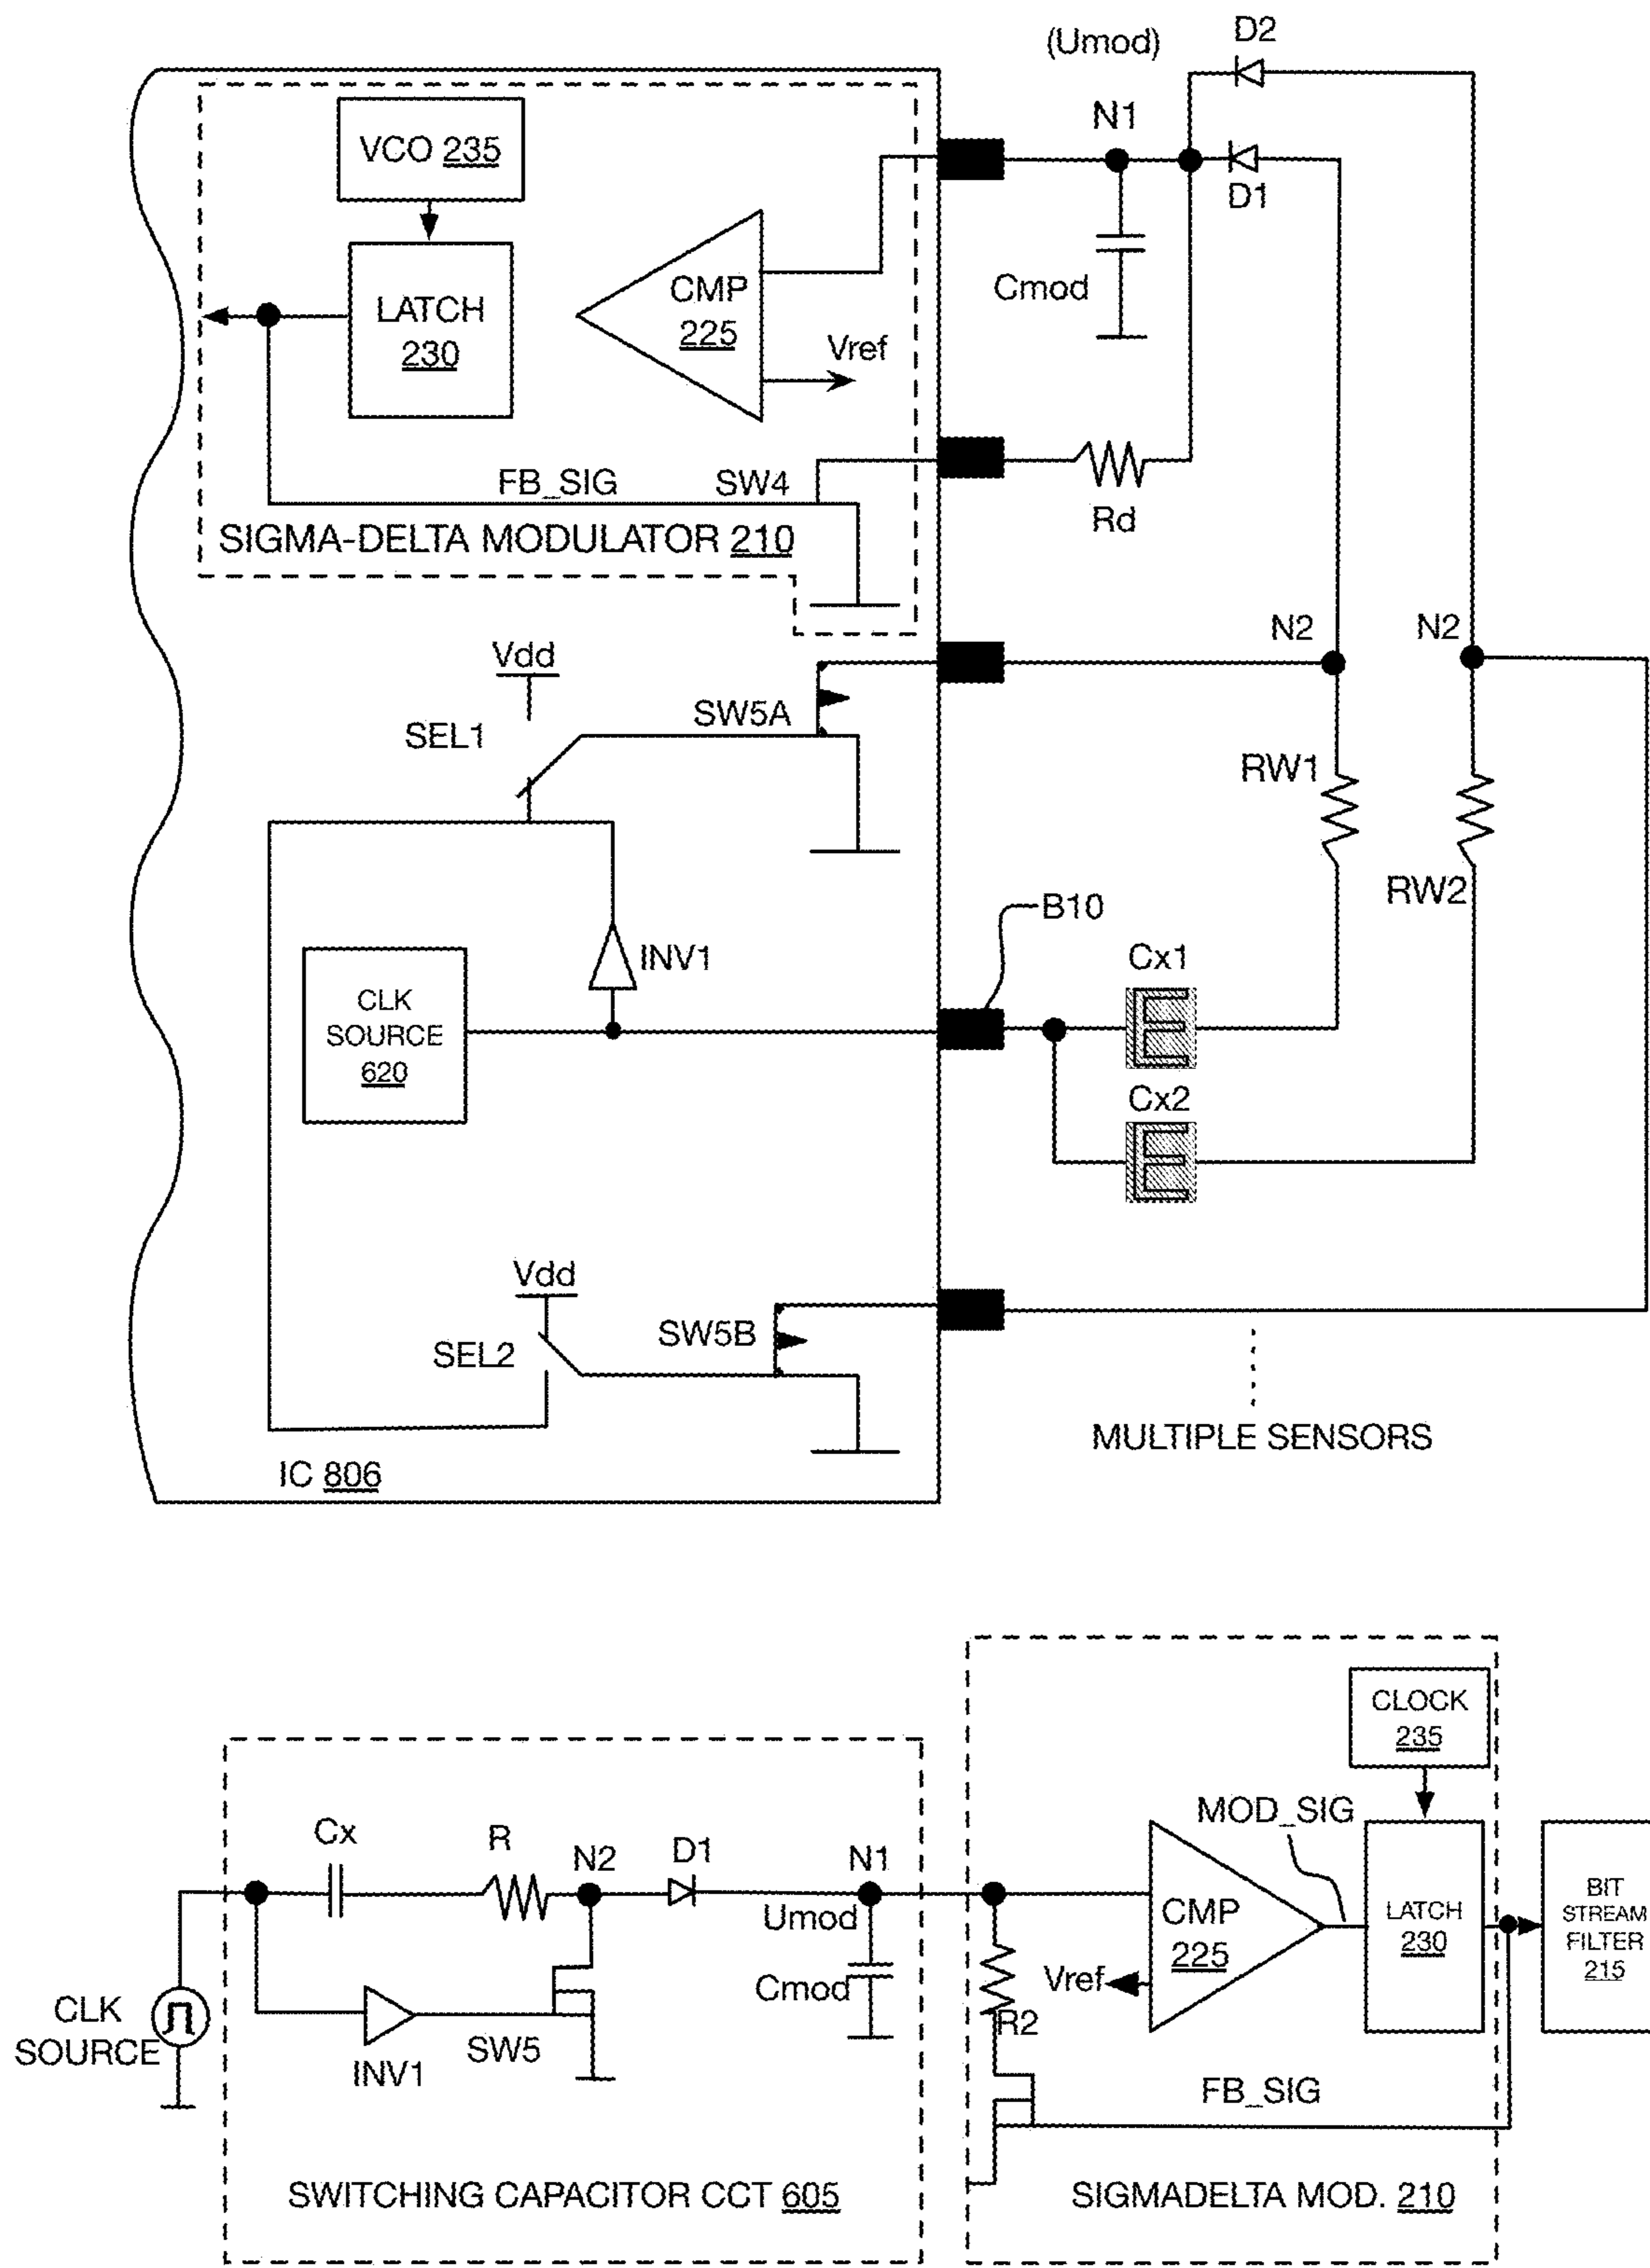 D2
(Umod)
N1
D1
VCO 235
LATCH
230
CMP
225
Vref
Cmod
FB_SIG
SW4
Rd
SIGMA-DELTA MODULATOR 210
N2
N2
Vdd
SEL1
SW5A
RW1
RW2
B10
INV1
CLK
SOURCE
620
Cx1
Cx2
Vdd
SEL2
SW5B
MULTIPLE SENSORS
IC 806
CLOCK
235
MOD_SIG
Cx
R
N2
D1
N1
Umod
Cmod
CMP
225
Vref
LATCH
230
BIT
STREAM
FILTER
215
R2
CLK
SOURCE
INV1
SW5
FB_SIG
SWITCHING CAPACITOR CCT 605
SIGMADELTA MOD. 210